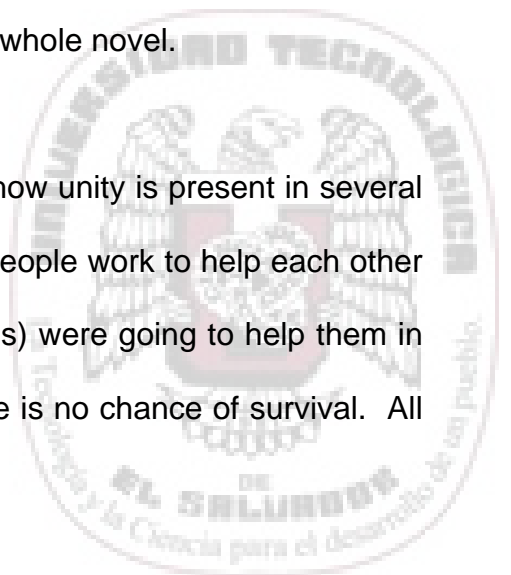 whole novel.
UNIVERSIDAD TECNOLOGICA
how unity is present in several
people work to help each other
s) were going to help them in
e is no chance of survival. All
DE
EL SALVADOR
la Ciencia para el desarrollo de un pueblo.